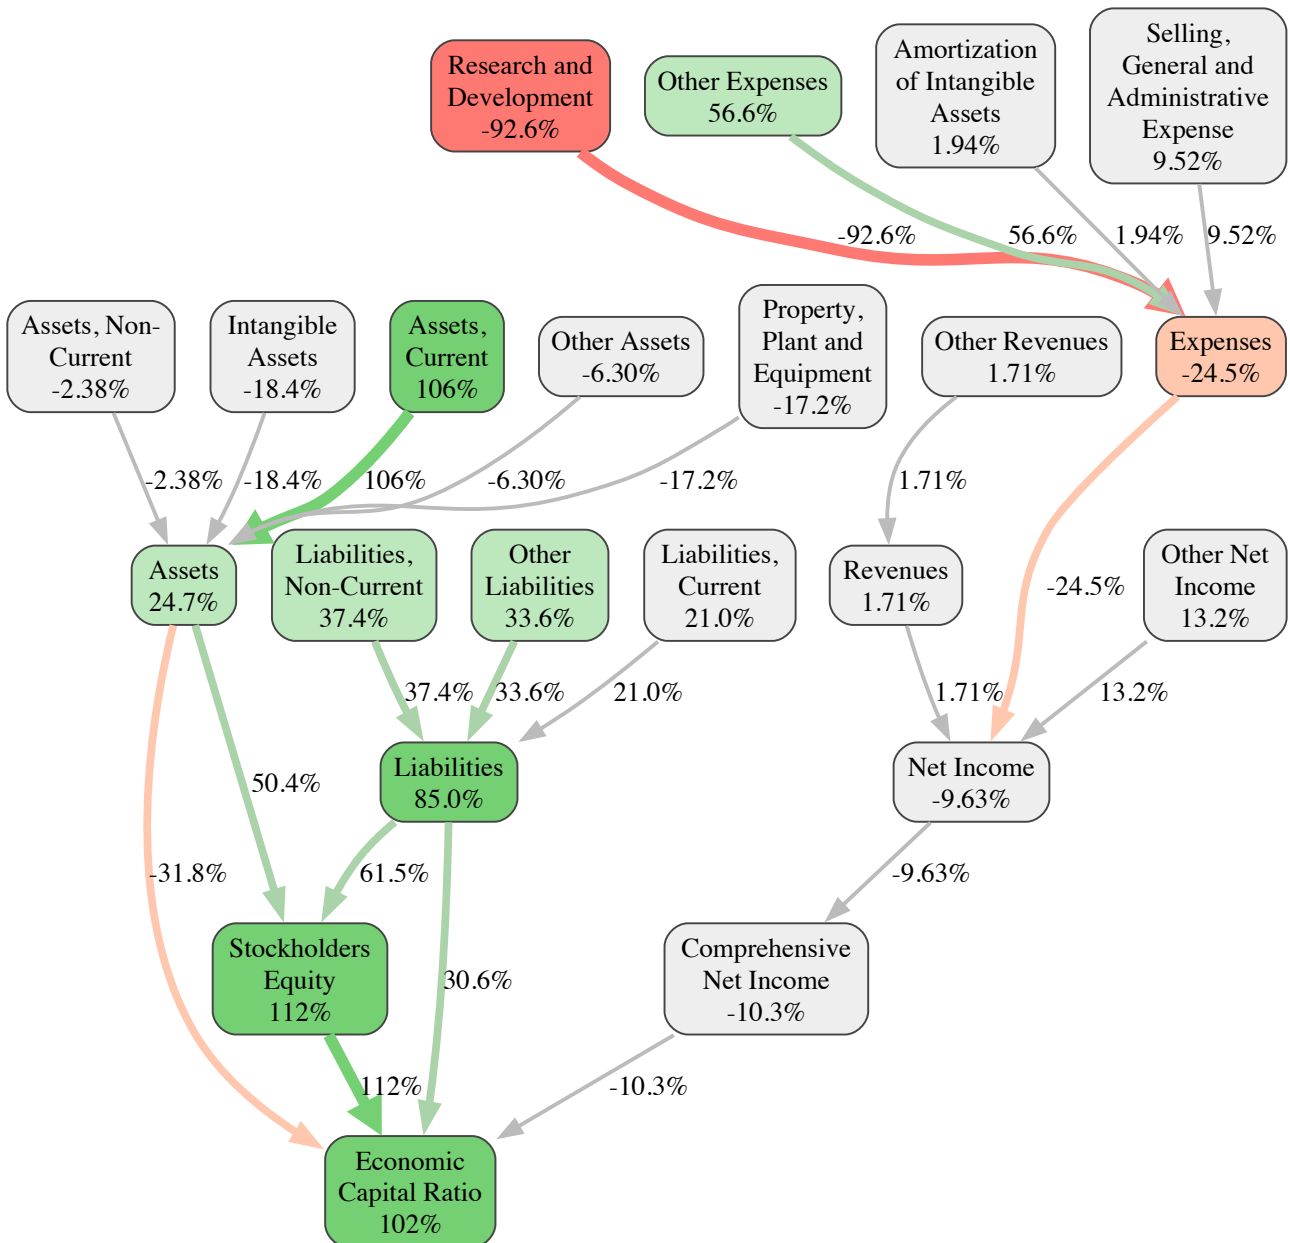 Research and
Development
-92.6%
Other Expenses
56.6%
Amortization
of Intangible
Assets
1.94%
Selling,
General and
Administrative
Expense
9.52%
-92.6%
56.6%
1.94%
9.52%
Assets, Non-
Current
-2.38%
Intangible
Assets
-18.4%
Assets,
Current
106%
Other Assets
-6.30%
Property,
Plant and
Equipment
-17.2%
Other Revenues
1.71%
Expenses
-24.5%
-2.38%
-18.4%
106%
-6.30%
-17.2%
1.71%
Assets
24.7%
Liabilities,
Non-Current
37.4%
Other
Liabilities
33.6%
Liabilities,
Current
21.0%
Revenues
1.71%
-24.5%
Other Net
Income
13.2%
37.4%
33.6%
21.0%
1.71%
13.2%
50.4%
Liabilities
85.0%
Net Income
-9.63%
-31.8%
61.5%
-9.63%
Stockholders
Equity
112%
30.6%
Comprehensive
Net Income
-10.3%
112%
-10.3%
Economic
Capital Ratio
102%